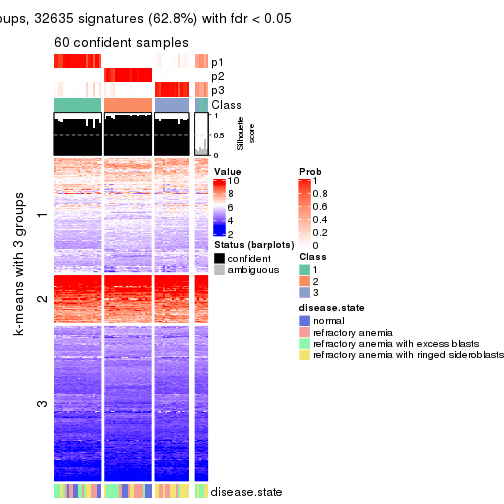 oups, 32635 signatures (62.8%) with fdr < 0.05
60 confident samples
p1
p2
p3
Class
1
0.5
0
Silhouette
score
k-means with 3 groups
1
2
3
disease.state
Value
10
8
6
4
2
Status (barplots)
confident
ambiguous
Prob
1
0.8
0.6
0.4
0.2
0
Class
1
2
3
disease.state
normal
refractory anemia
refractory anemia with excess blasts
refractory anemia with ringed sideroblasts